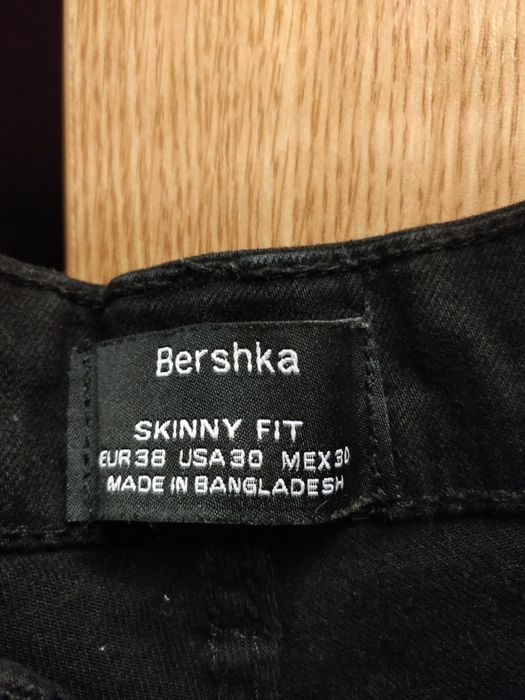 Bershka
SKINNY FIT
EUR38 USA30 MEX30
MADE IN BANGLADESH